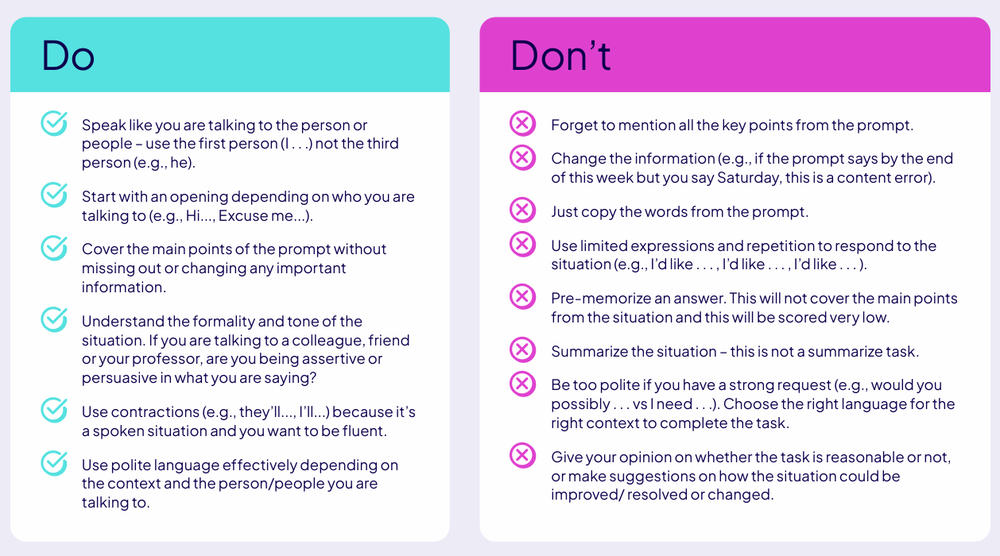 Do
Speak like you are talking to the person or
people – use the first person (I . . .) not the third
person (e.g., he).
Start with an opening depending on who you are
talking to (e.g., Hi..., Excuse me...).
Cover the main points of the prompt without
missing out or changing any important
information.
Understand the formality and tone of the
situation. If you are talking to a colleague, friend
or your professor, are you being assertive or
persuasive in what you are saying?
Use contractions (e.g., they’ll..., I’ll...) because it’s
a spoken situation and you want to be fluent.
Use polite language effectively depending on
the context and the person/people you are
talking to.
Don’t
Forget to mention all the key points from the prompt.
Change the information (e.g., if the prompt says by the end
of this week but you say Saturday, this is a content error).
Just copy the words from the prompt.
Use limited expressions and repetition to respond to the
situation (e.g., I’d like . . . , I’d like . . . , I’d like . . . ).
Pre-memorize an answer. This will not cover the main points
from the situation and this will be scored very low.
Summarize the situation – this is not a summarize task.
Be too polite if you have a strong request (e.g., would you
possibly . . . vs I need . . .). Choose the right language for the
right context to complete the task.
Give your opinion on whether the task is reasonable or not,
or make suggestions on how the situation could be
improved/ resolved or changed.